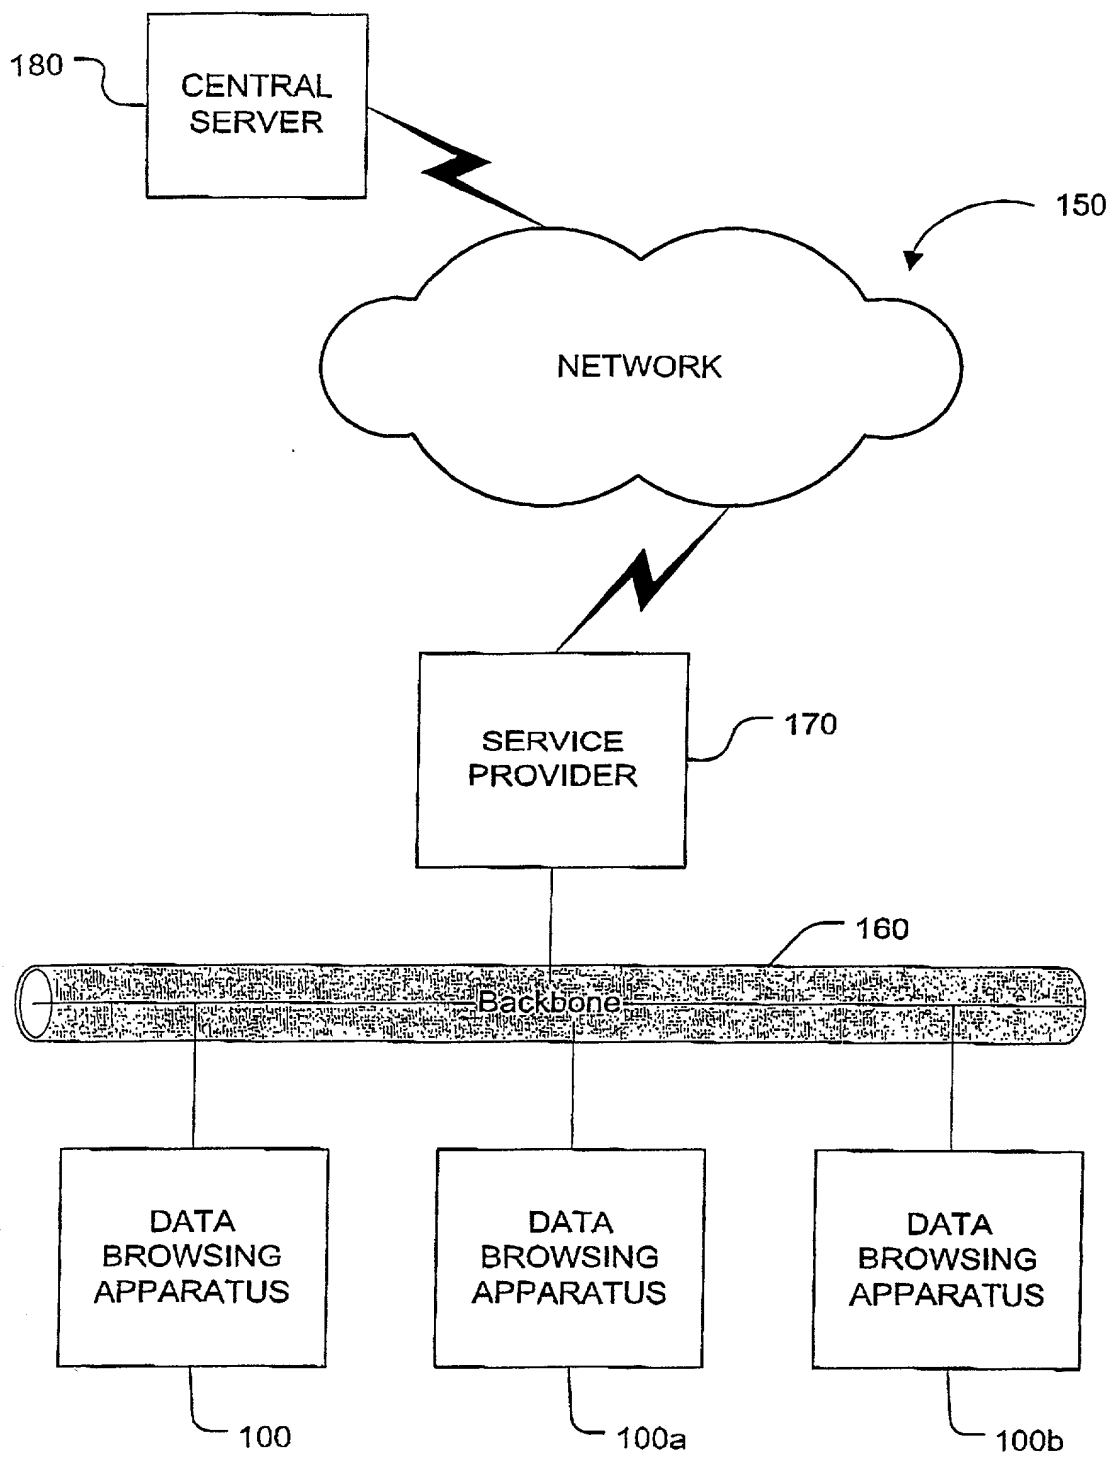 180
CENTRAL
SERVER
150
NETWORK
170
SERVICE
PROVIDER
160
Backbone
DATA
BROWSING
APPARATUS
DATA
BROWSING
APPARATUS
DATA
BROWSING
APPARATUS
100
100a
100b